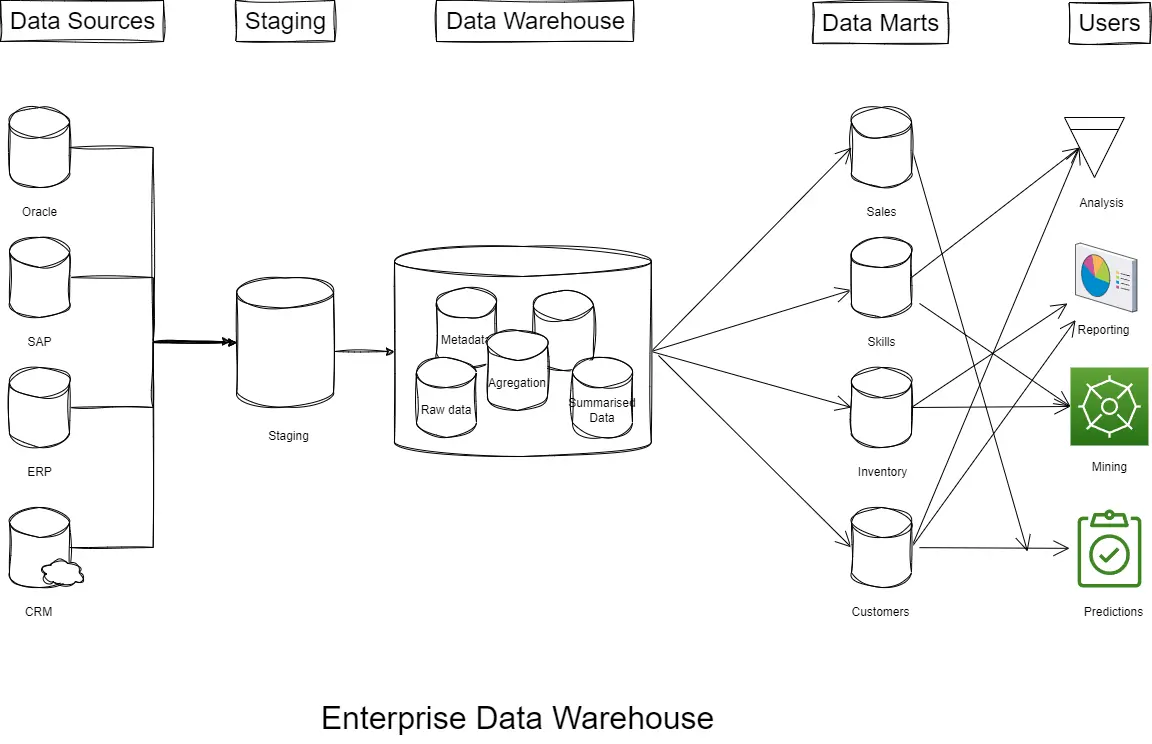 Data Sources
Staging
Data Warehouse
Data Marts
Users
Oracle
SAP
ERP
CRM
Staging
Metadata
Agregation
Raw data
Summarised
Data
Sales
Skills
Inventory
Customers
Analysis
Reporting
Mining
Predictions
Enterprise Data Warehouse